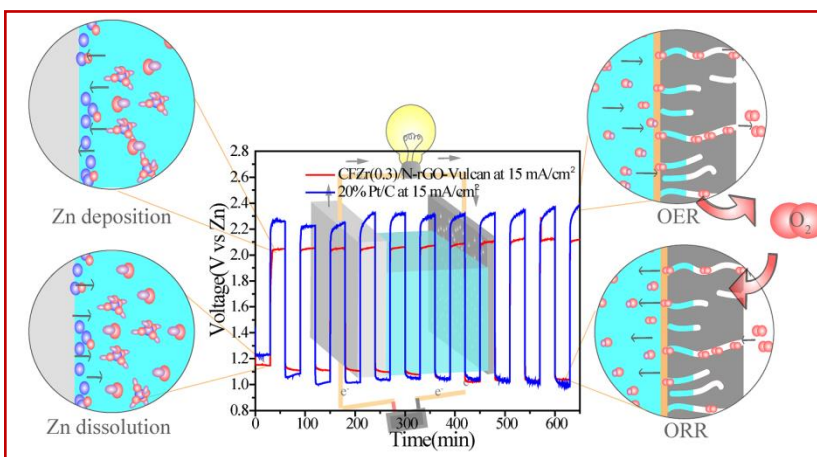 Zn deposition
Zn dissolution
Voltage(V vs Zn)
2.8
2.6
2.4
2.2
2.0
1.8
1.6
1.4
1.2
1.0
0.8
CFZr(0.3)/N-rGO-Vulcan at 15 mA/cm²
20% Pt/C at 15 mA/cm²
e⁻
e⁻
0 100 200 300 400 500 600
Time(min)
OER
O₂
ORR